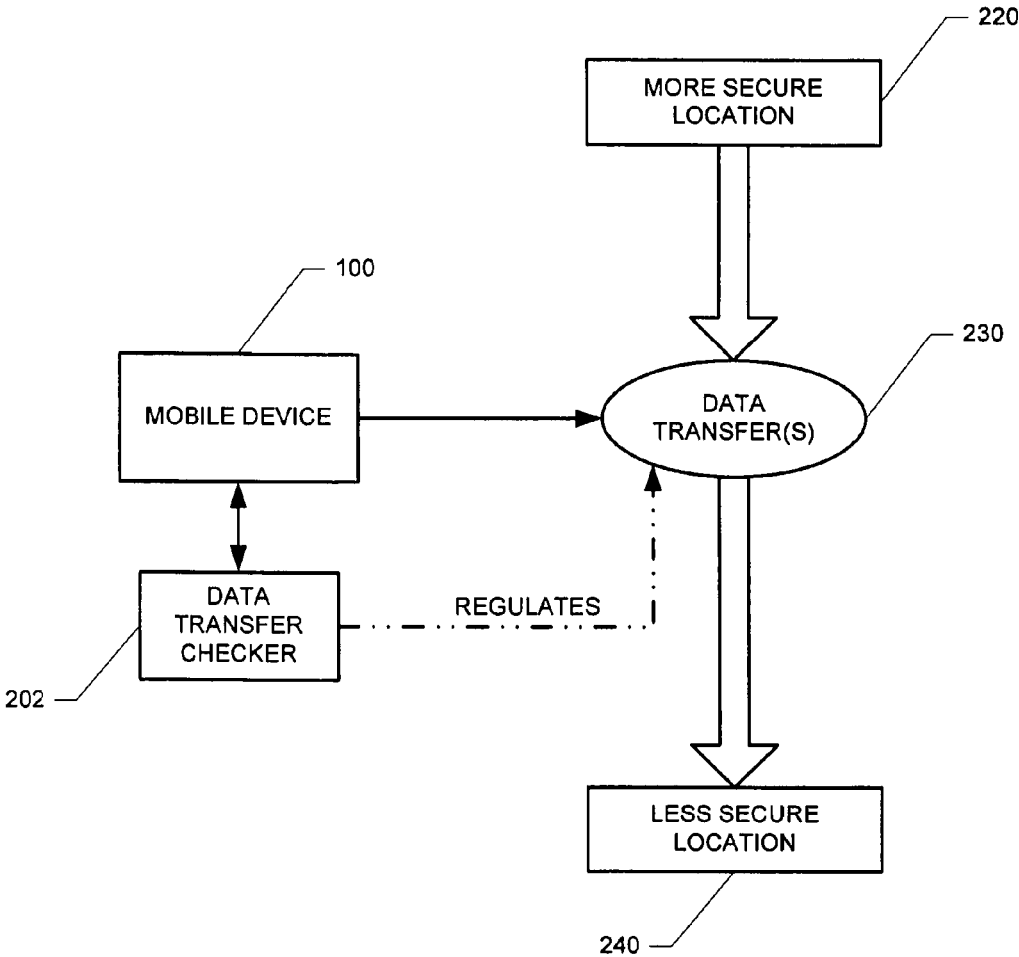 220
MORE SECURE
LOCATION
100
230
MOBILE DEVICE
DATA
TRANSFER(S)
DATA
TRANSFER
CHECKER
REGULATES
202
LESS SECURE
LOCATION
240